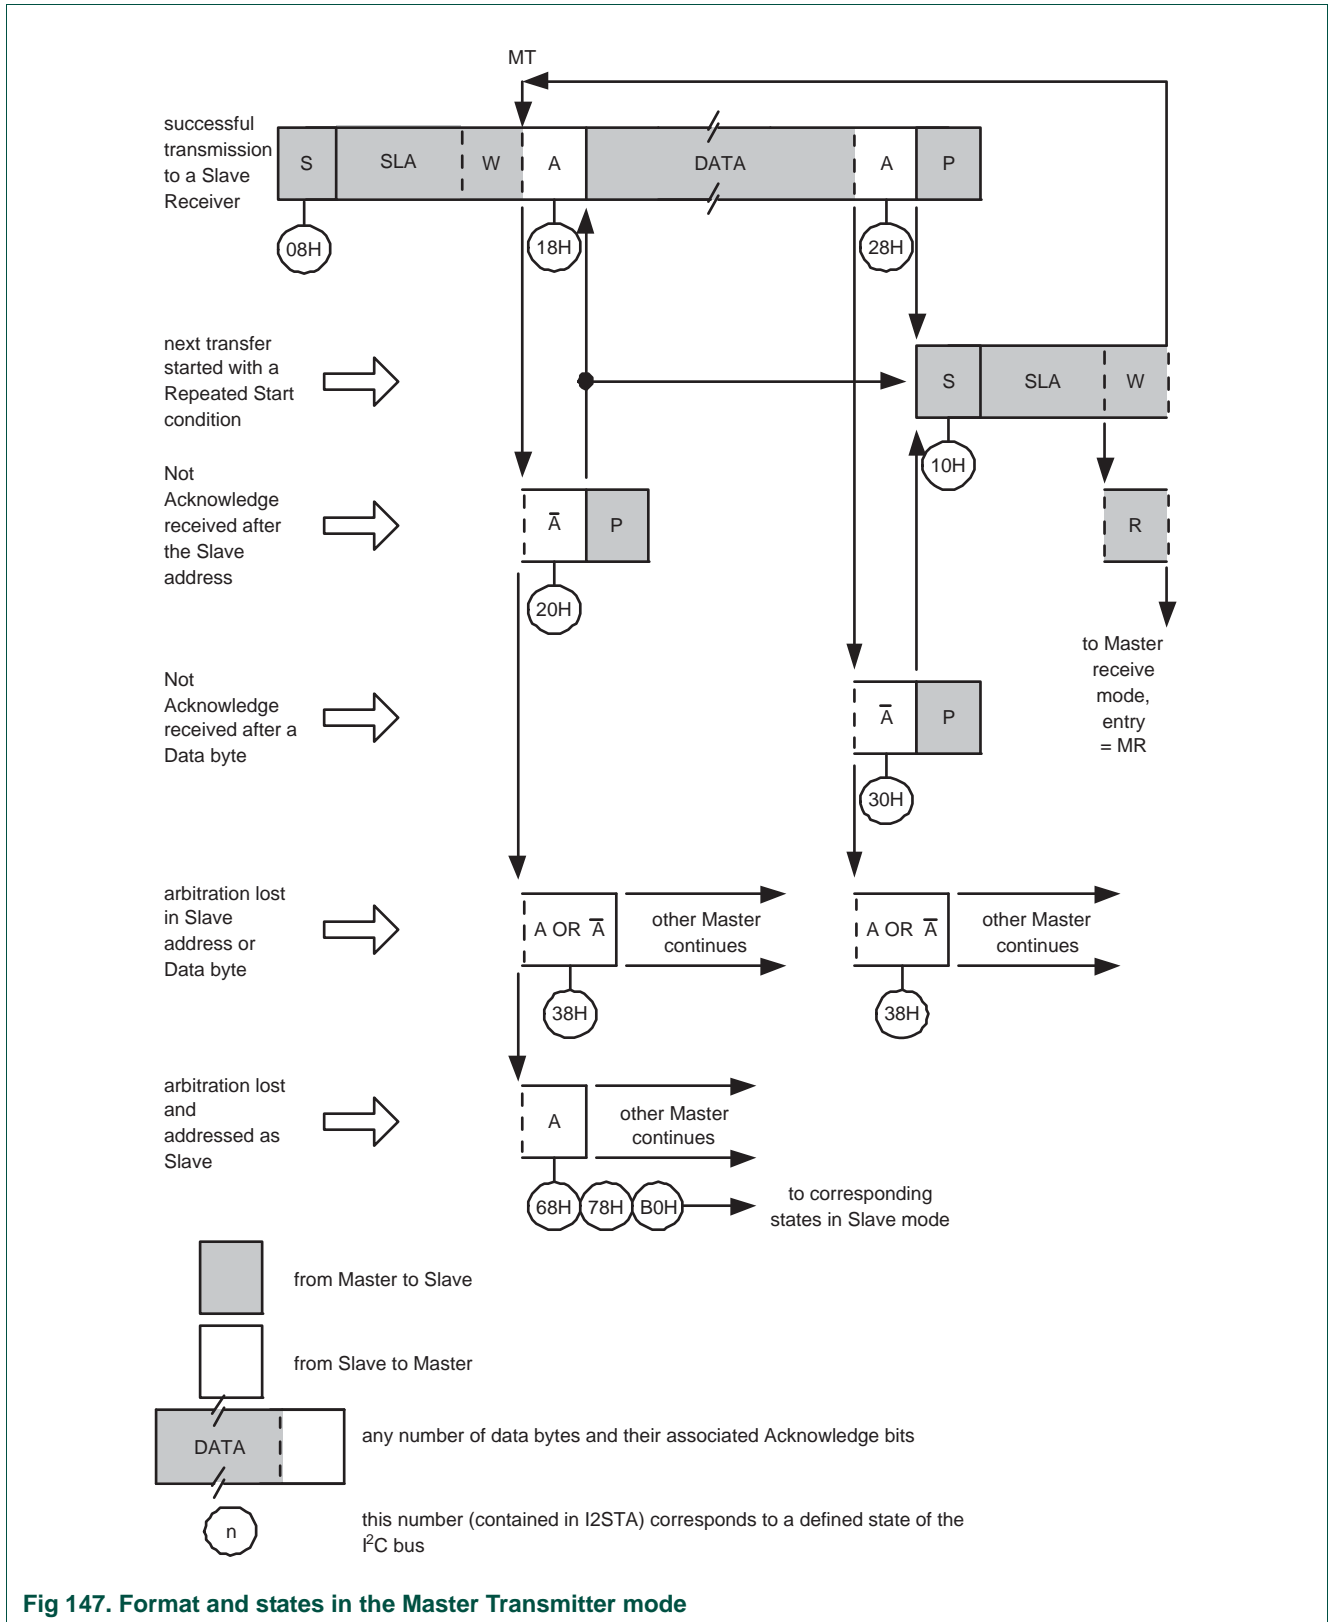 MT
successful
transmission
to a Slave
Receiver
S SLA W A DATA A P
08H 18H 28H
next transfer
started with a
Repeated Start
condition
S SLA W
10H
Not
Acknowledge
received after
the Slave
address
A̅ P
R
20H
to Master
receive
mode,
entry
= MR
Not
Acknowledge
received after a
Data byte
A̅ P
30H
arbitration lost
in Slave
address or
Data byte
A OR A̅
other Master
continues
A OR A̅
other Master
continues
38H 38H
arbitration lost
and
addressed as
Slave
A
other Master
continues
68H 78H B0H
to corresponding
states in Slave mode
from Master to Slave
from Slave to Master
DATA
any number of data bytes and their associated Acknowledge bits
n
this number (contained in I2STA) corresponds to a defined state of the
I²C bus
Fig 147. Format and states in the Master Transmitter mode